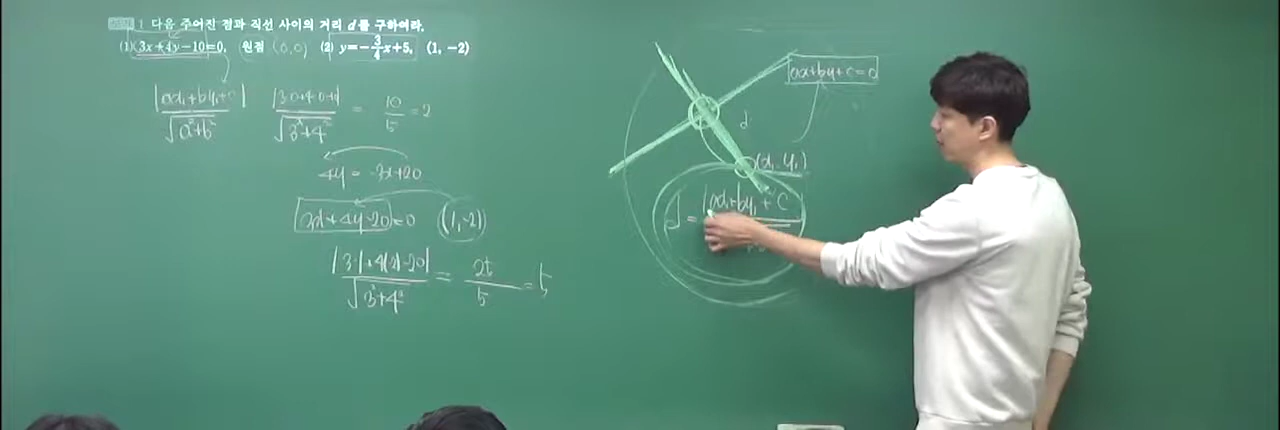 1 다음 주어진 점과 직선 사이의 거리 d를 구하여라.
(1) 3x+4y−10=0, 원점 (0,0) (2) y=−3/4x+5, (1, −2)
|ax₁+by₁+c| / √a²+b²
|3·0+4·0-10| / √3²+4² = 10/5 = 2
4y = -3x+20
3x+4y-20=0 (1,-2)
|3·1+4(-2)-20| / √3²+4² = 25/5 = 5
ax+by+c=0
d
(x₁, y₁)
d = |ax₁+by₁+c|